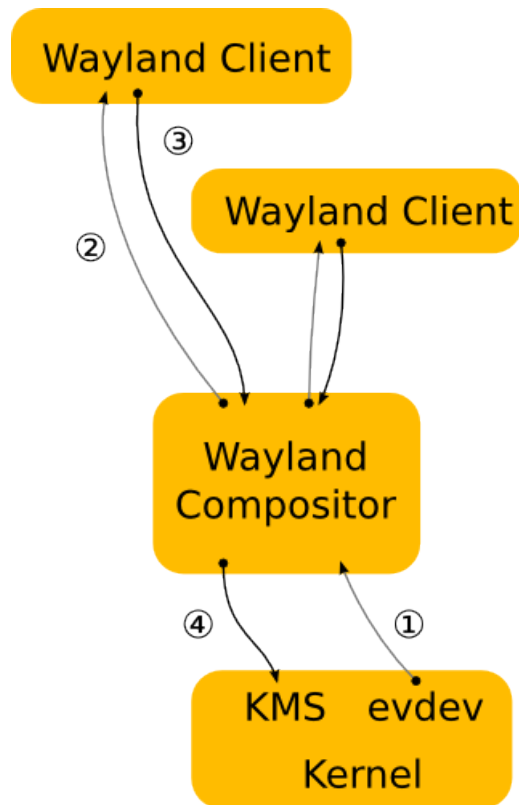 Wayland Client
③
Wayland Client
②
Wayland
Compositor
④
①
KMS evdev
Kernel